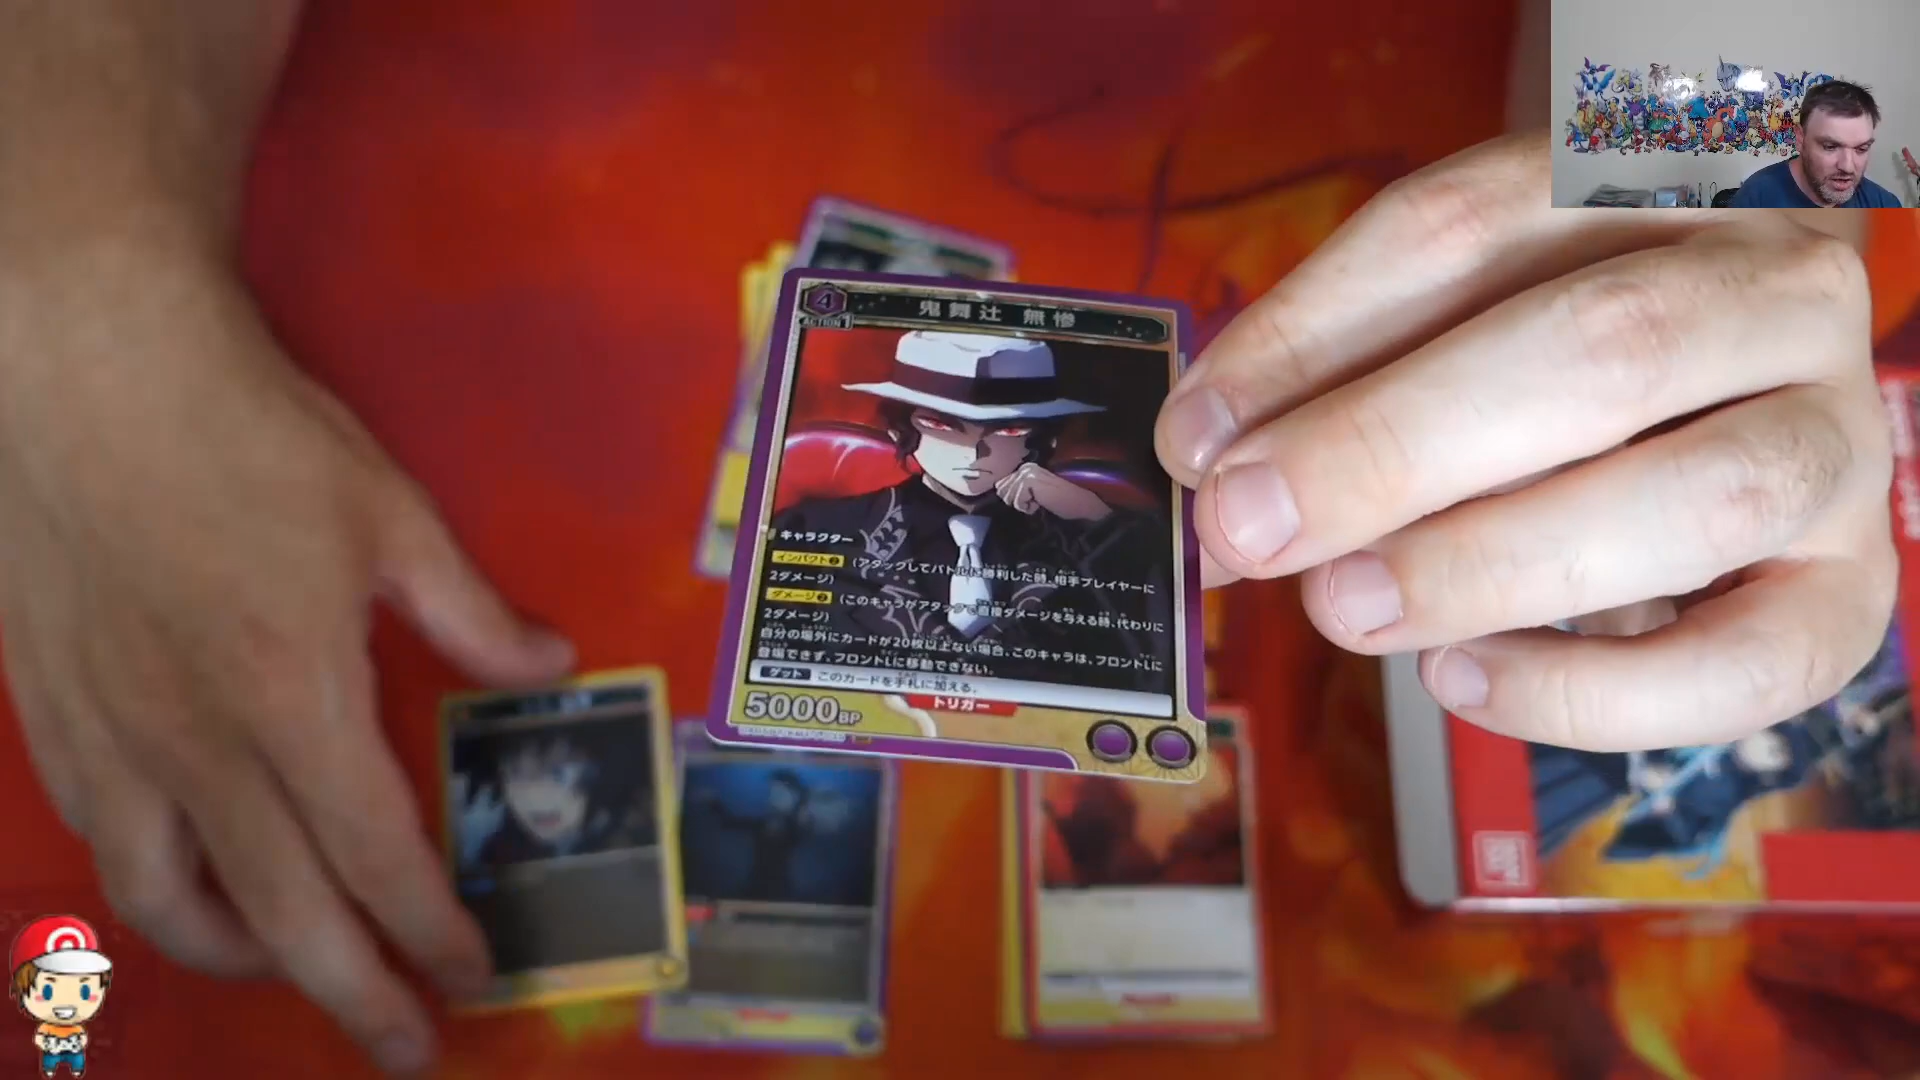 4
鬼舞辻 無惨
ACTION 1
キャラクター
インパクト2 (アタックしてバトルに勝利した時、相手プレイヤーに
2ダメージ)
ダメージ2 (このキャラがアタックで直接ダメージを与える時、代わりに
2ダメージ)
自分の場外にカードが20枚以上ない場合、このキャラは、フロントLに
登場できず、フロントLに移動できない。
ゲット このカードを手札に加える。
トリガー
5000BP